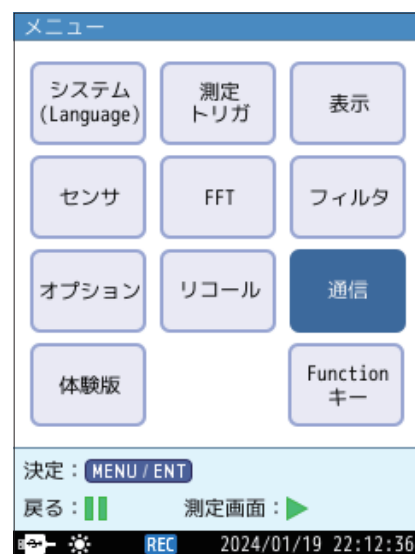 メニュー
システム
(Language)
測定
トリガ
表示
センサ
FFT
フィルタ
オプション
リコール
通信
体験版
Function
キー
決定：MENU / ENT
戻る： 測定画面：
REC 2024/01/19 22:12:36